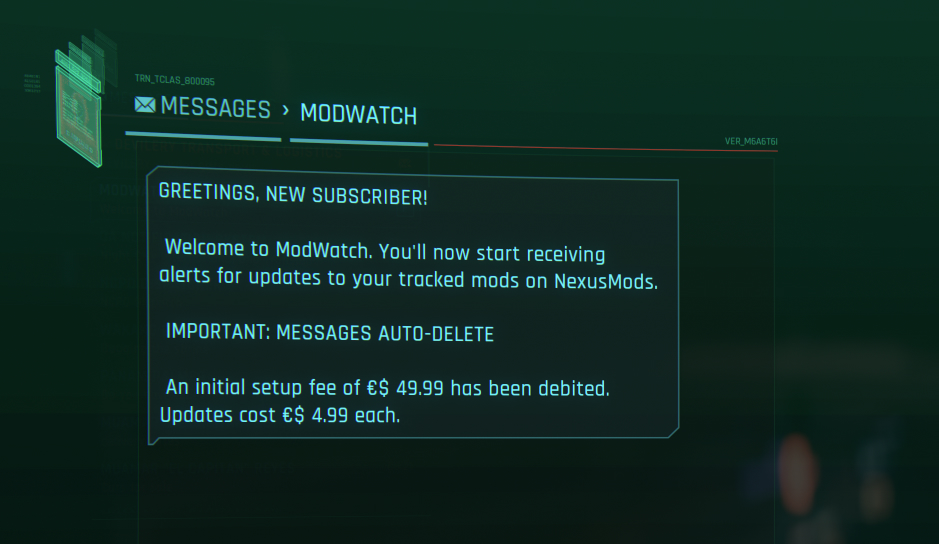 TRN_TCLAS_800095
MESSAGES › MODWATCH
VER_M6A6T6I
GREETINGS, NEW SUBSCRIBER!
Welcome to ModWatch. You'll now start receiving
alerts for updates to your tracked mods on NexusMods.
IMPORTANT: MESSAGES AUTO-DELETE
An initial setup fee of €$ 49.99 has been debited.
Updates cost €$ 4.99 each.